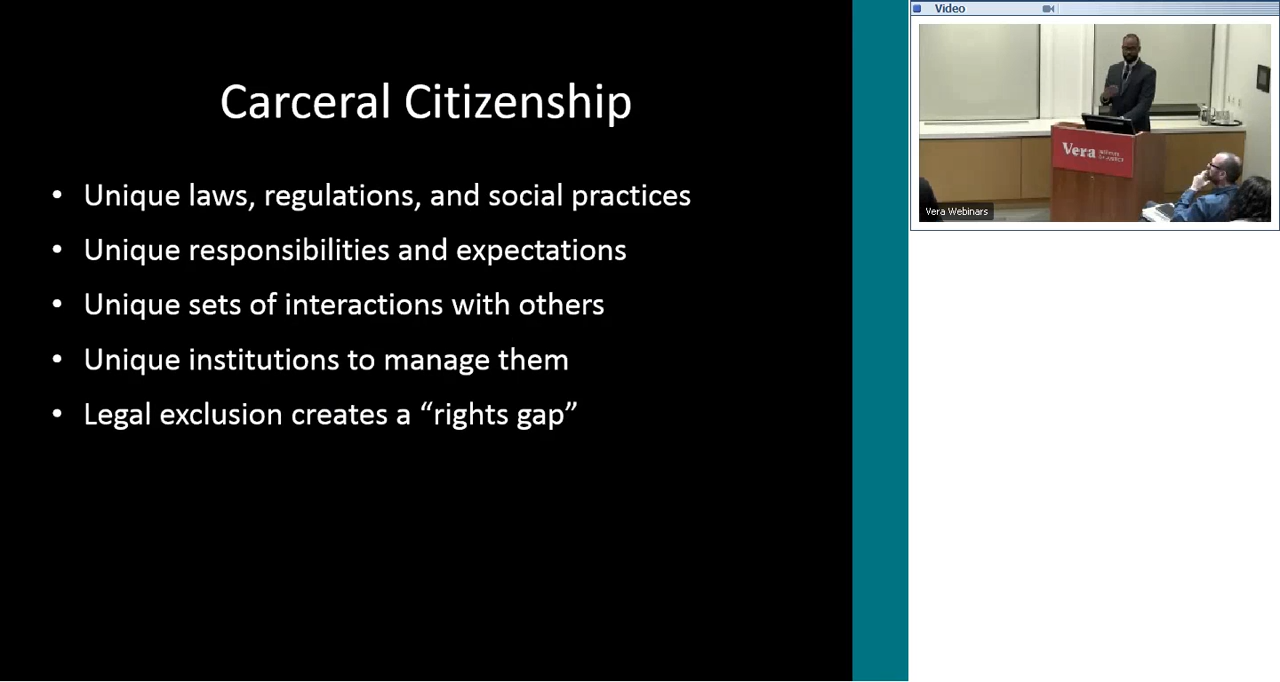 Carceral Citizenship
• Unique laws, regulations, and social practices
• Unique responsibilities and expectations
• Unique sets of interactions with others
• Unique institutions to manage them
• Legal exclusion creates a “rights gap”
Video
Vera
Vera Webinars